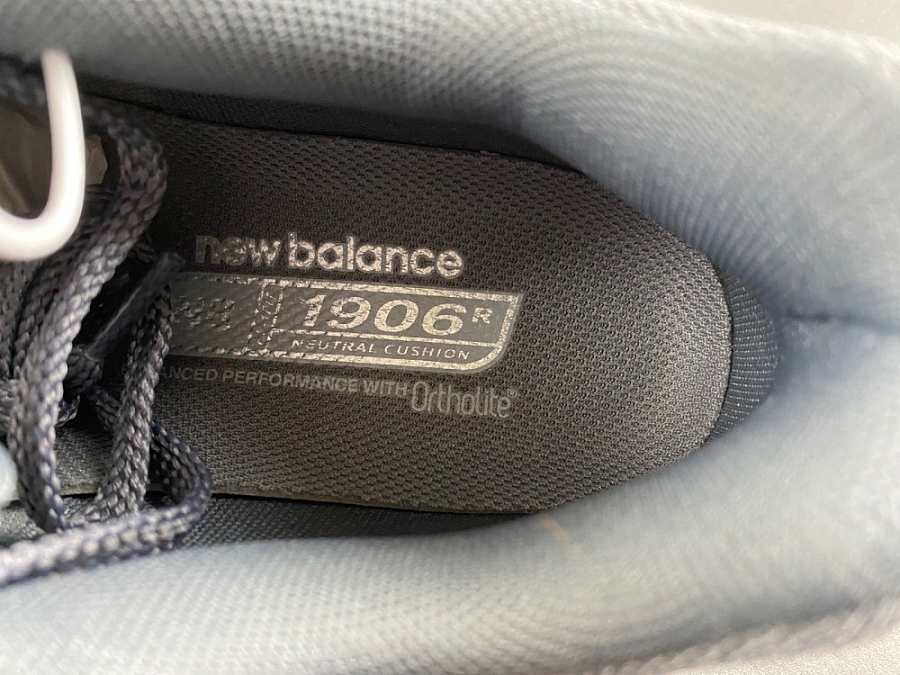 new balance
1906R
NEUTRAL CUSHION
PERFORMANCE WITH Ortholite